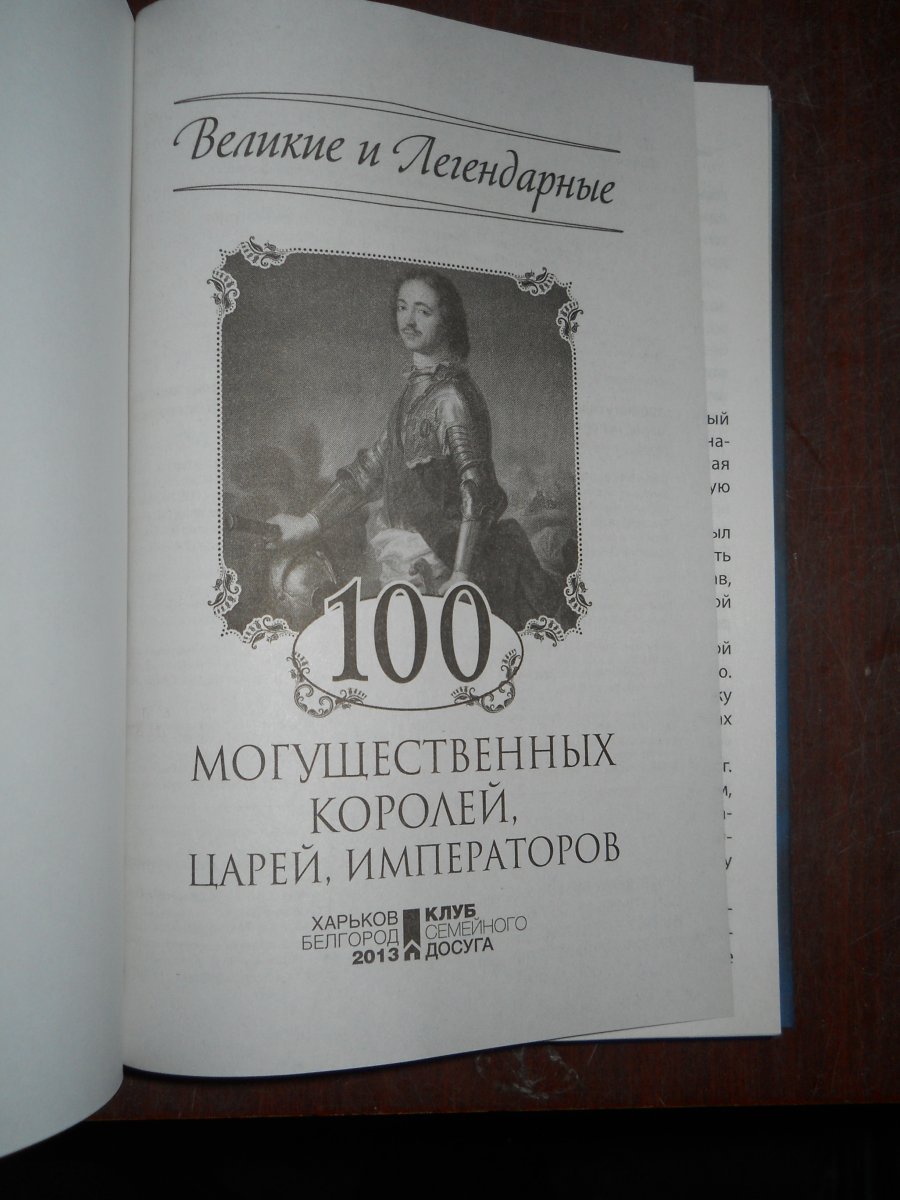 Великие и Легендарные
100
МОГУЩЕСТВЕННЫХ
КОРОЛЕЙ,
ЦАРЕЙ, ИМПЕРАТОРОВ
ХАРЬКОВ
БЕЛГОРОД
2013
КЛУБ
СЕМЕЙНОГО
ДОСУГА